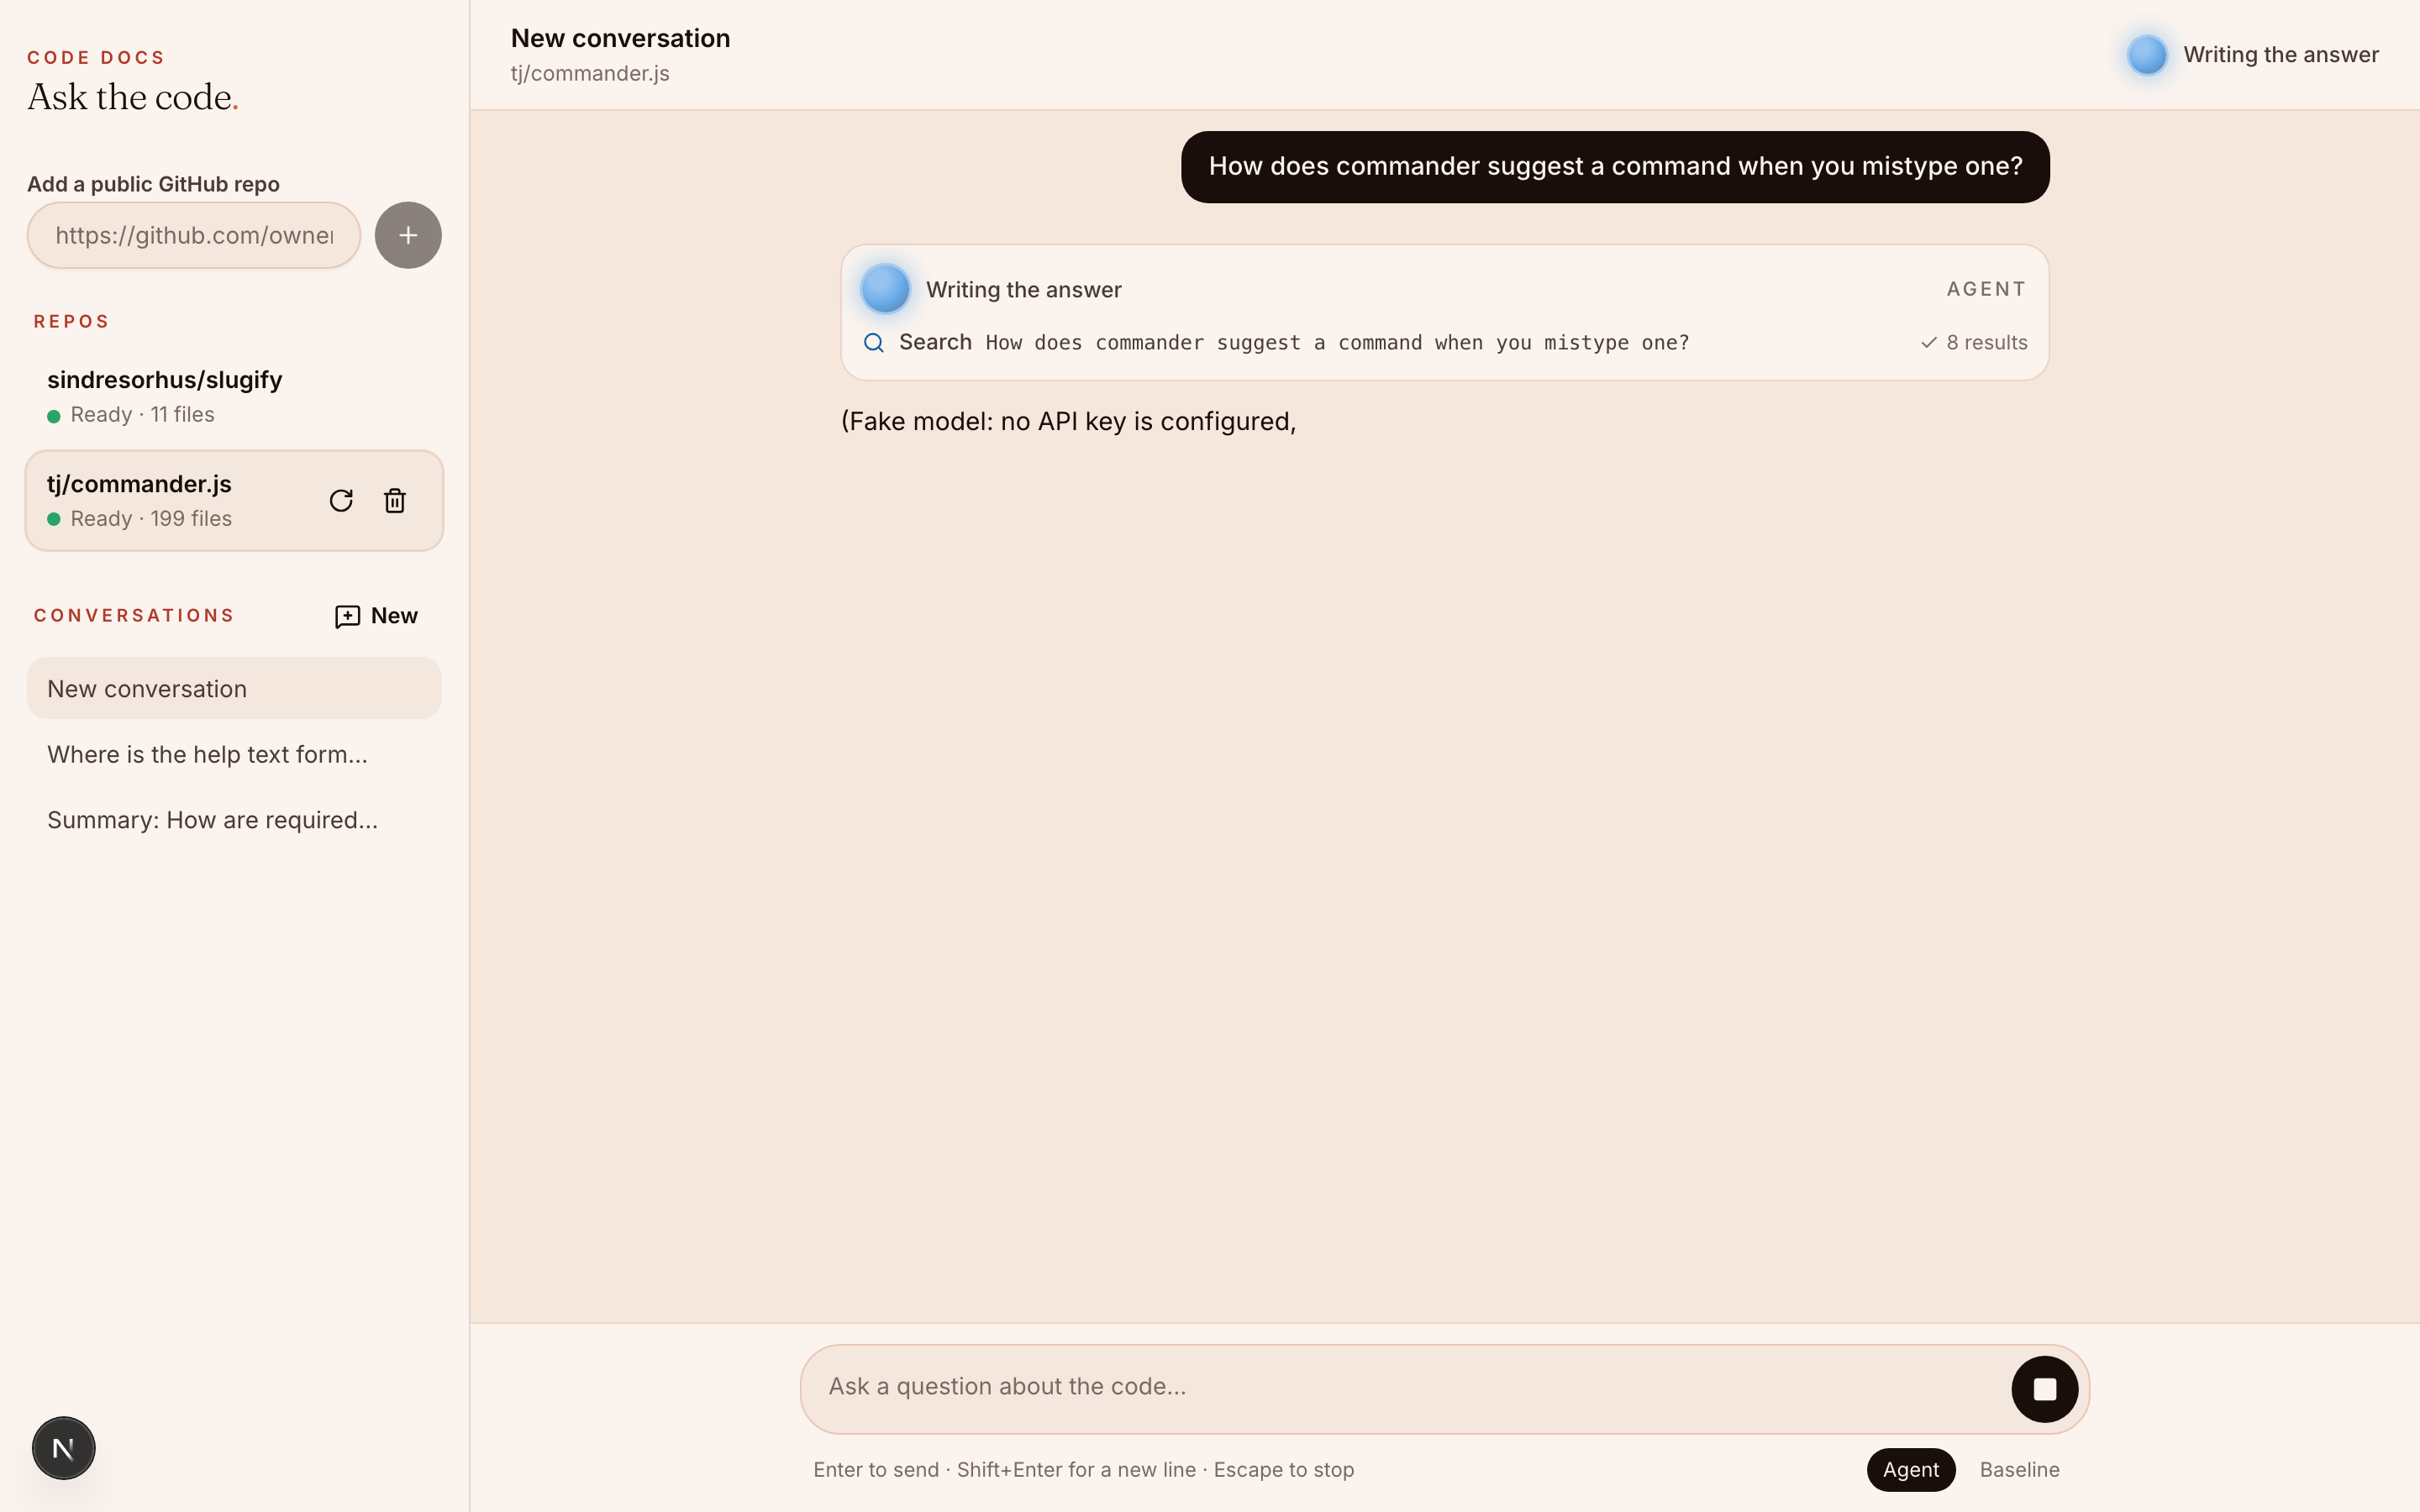 CODE DOCS
Ask the code.
Add a public GitHub repo
https://github.com/owner
REPOS
sindresorhus/slugify
Ready · 11 files
tj/commander.js
Ready · 199 files
CONVERSATIONS
New
New conversation
Where is the help text form...
Summary: How are required...
N
New conversation
tj/commander.js
Writing the answer
How does commander suggest a command when you mistype one?
Writing the answer AGENT
Search How does commander suggest a command when you mistype one? 8 results
(Fake model: no API key is configured,
Ask a question about the code...
Enter to send · Shift+Enter for a new line · Escape to stop
Agent Baseline